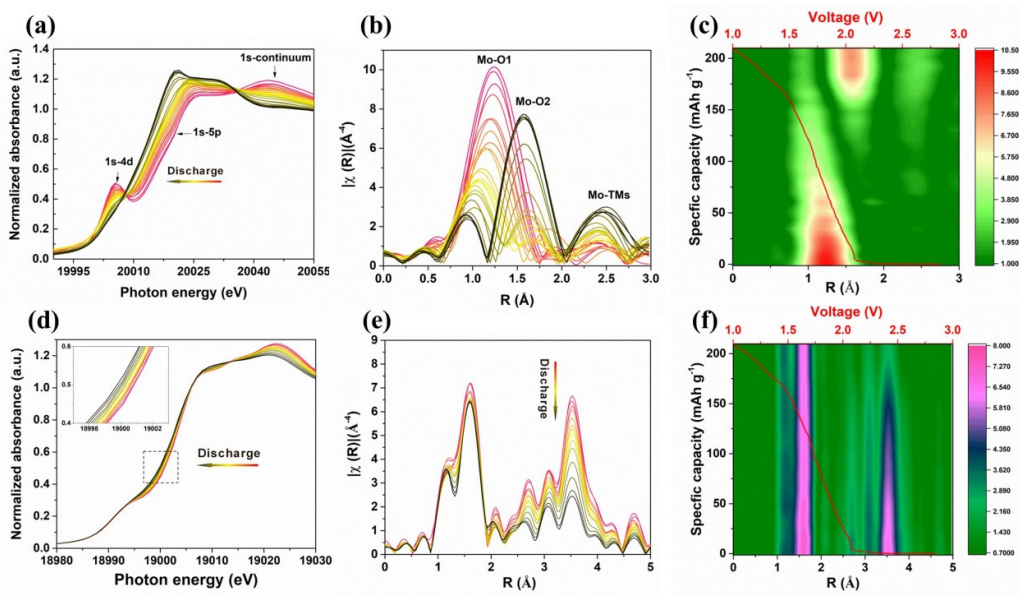 (a)
Normalized absorbance (a.u.)
1.4
1.2
1.0
0.8
0.6
0.4
0.2
0.0
1s-continuum
1s-5p
1s-4d
Discharge
19995 20010 20025 20040 20055
Photon energy (eV)
(b)
|χ (R)|(Å⁻⁴)
10
8
6
4
2
0
Mo-O1
Mo-O2
Mo-TMs
0.0 0.5 1.0 1.5 2.0 2.5 3.0
R (Å)
(c)
Voltage (V)
1.0 1.5 2.0 2.5 3.0
Specfic capacity (mAh g⁻¹)
200
150
100
50
0
0 1 2 3
R (Å)
10.50
9.750
8.850
7.950
7.050
6.150
5.250
4.350
3.450
2.550
1.650
1.000
(d)
Normalized absorbance (a.u.)
1.2
1.0
0.8
0.6
0.4
0.2
0.0
0.6
0.5
0.4
18998 19000 19002
Discharge
18980 18990 19000 19010 19020 19030
Photon energy (eV)
(e)
|χ (R)|(Å⁻⁴)
9
8
7
6
5
4
3
2
1
0
Discharge
0 1 2 3 4 5
R (Å)
(f)
Voltage (V)
1.0 1.5 2.0 2.5 3.0
Specfic capacity (mAh g⁻¹)
200
150
100
50
0
0 1 2 3 4 5
R (Å)
8.000
7.270
6.540
5.810
5.080
4.350
3.620
2.890
2.160
1.430
0.7000